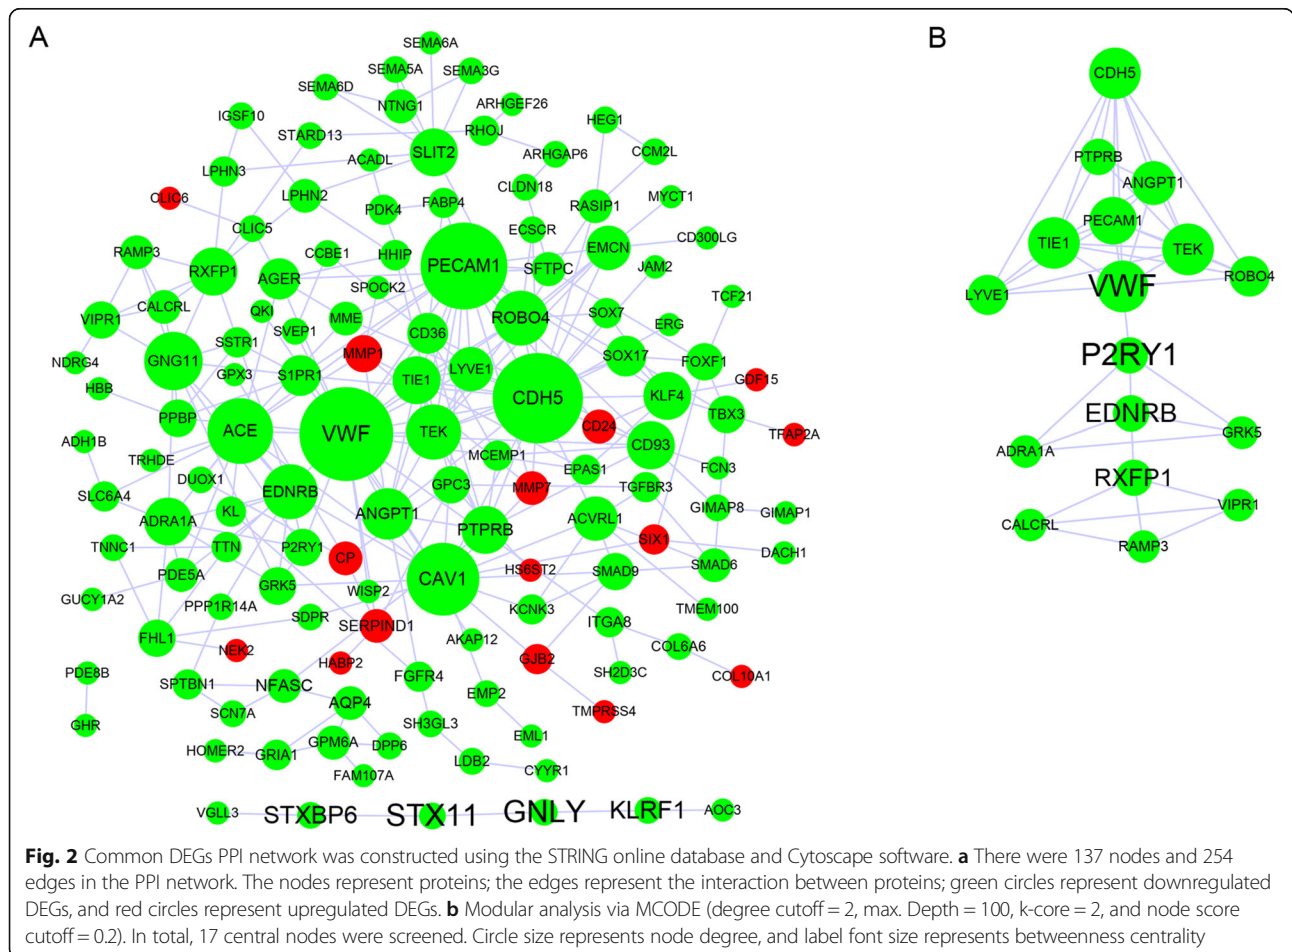 A
B
SEMA6A
SEMA5A
SEMA3G
SEMA6D
NTNG1
ARHGEF26
IGSF10
STARD13
RHOJ
HEG1
SLIT2
ARHGAP6
CCM2L
LPHN3
ACADL
CLDN18
CLIC6
LPHN2
PDK4
FABP4
RASIP1
MYCT1
CLIC5
ECSCR
EMCN
CD300LG
RAMP3
CCBE1
HHIP
RXFP1
AGER
PECAM1
SFTPC
JAM2
SPOCK2
TCF21
CALCRL
QKI
VIPR1
SVEP1
MME
CD36
ROBO4
SOX7
ERG
SSTR1
MMP1
NDRG4
GNG11
GPX3
S1PR1
TIE1
LYVE1
SOX17
FOXF1
GDF15
HBB
KLF4
PPBP
CDH5
TBX3
ACE
VWF
TEK
CD24
TFAP2A
ADH1B
CD93
TRHDE
MCEMP1
EPAS1
FCN3
DUOX1
SLC6A4
EDNRB
GPC3
MMP7
TGFBR3
KL
ANGPT1
GIMAP8
GIMAP1
ADRA1A
PTPRB
ACVRL1
TNNC1
TTN
P2RY1
SIX1
DACH1
CP
PDE5A
GRK5
CAV1
HS6ST2
SMAD9
SMAD6
GUCY1A2
WISP2
PPP1R14A
KCNK3
TMEM100
SDPR
SERPIND1
ITGA8
FHL1
AKAP12
COL6A6
NEK2
HABP2
GJB2
PDE8B
FGFR4
SH2D3C
COL10A1
SPTBN1
NFASC
EMP2
AQP4
TMPRSS4
SCN7A
GHR
SH3GL3
EML1
HOMER2
GRIA1
GPM6A
DPP6
LDB2
CYYR1
FAM107A
VGLL3
STXBP6
STX11
GNLY
KLRF1
AOC3
CDH5
PTPRB
ANGPT1
PECAM1
TIE1
TEK
ROBO4
LYVE1
VWF
P2RY1
EDNRB
GRK5
ADRA1A
RXFP1
VIPR1
CALCRL
RAMP3
Fig. 2 Common DEGs PPI network was constructed using the STRING online database and Cytoscape software. a There were 137 nodes and 254
edges in the PPI network. The nodes represent proteins; the edges represent the interaction between proteins; green circles represent downregulated
DEGs, and red circles represent upregulated DEGs. b Modular analysis via MCODE (degree cutoff = 2, max. Depth = 100, k-core = 2, and node score
cutoff = 0.2). In total, 17 central nodes were screened. Circle size represents node degree, and label font size represents betweenness centrality